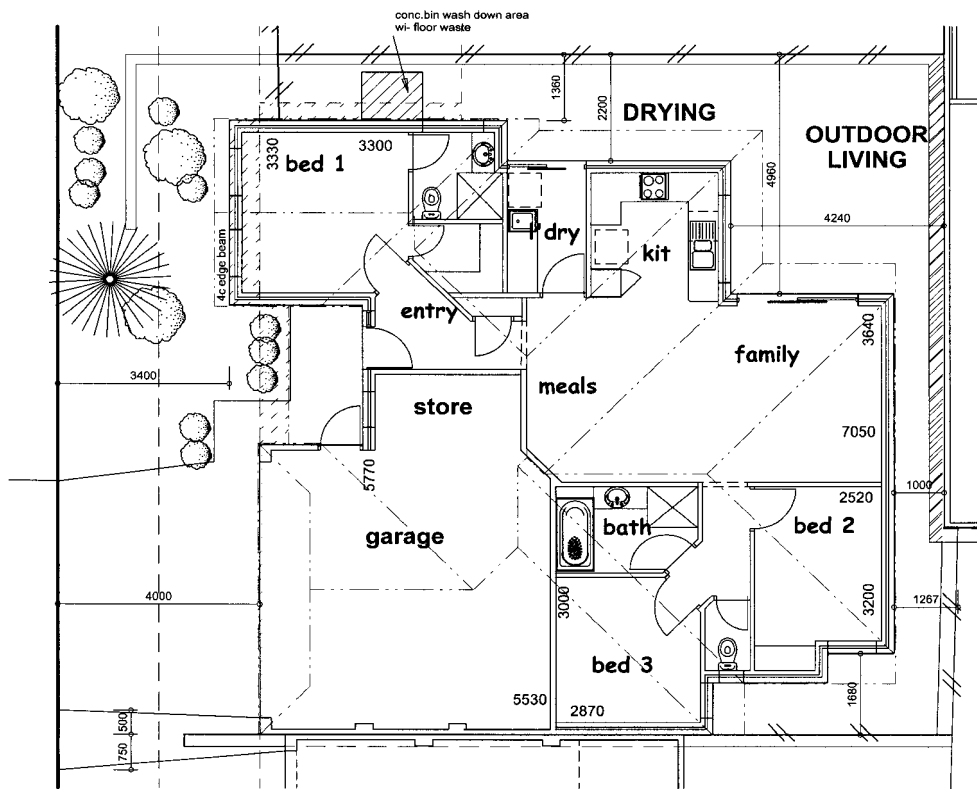 conc.bin wash down area
wi- floor waste
1360
2200
DRYING
OUTDOOR
LIVING
4960
4240
bed 1
3330
3300
l dry
kit
4c edge beam
entry
family
3640
3400
meals
store
7050
5770
garage
1000
2520
bath
bed 2
4000
3000
3200
1267
bed 3
5530
2870
1680
500
750